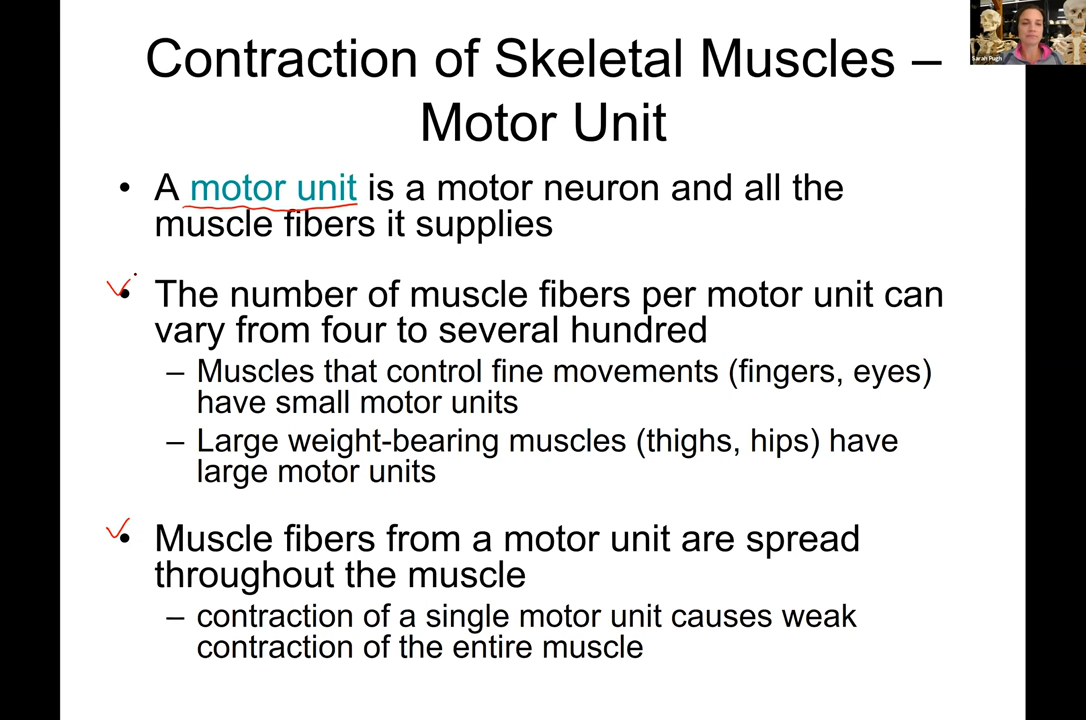 Contraction of Skeletal Muscles –
Motor Unit
Sarah Pugh
• A motor unit is a motor neuron and all the
muscle fibers it supplies
• The number of muscle fibers per motor unit can
vary from four to several hundred
– Muscles that control fine movements (fingers, eyes)
have small motor units
– Large weight-bearing muscles (thighs, hips) have
large motor units
• Muscle fibers from a motor unit are spread
throughout the muscle
– contraction of a single motor unit causes weak
contraction of the entire muscle